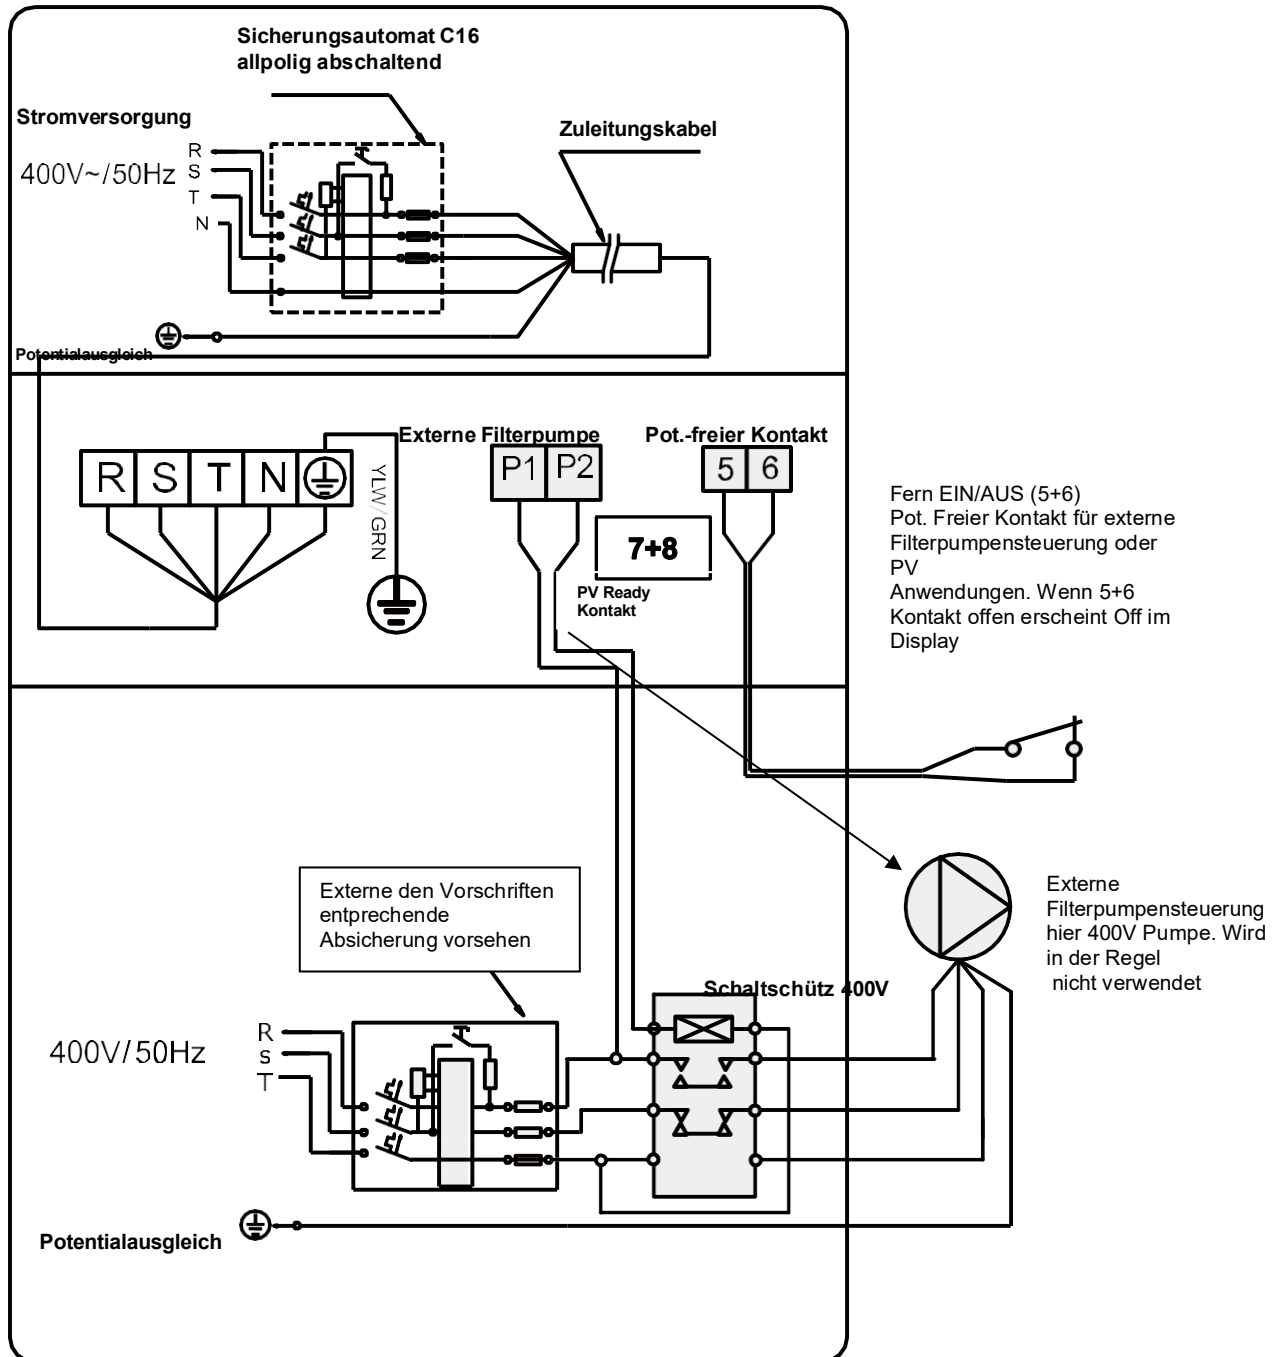 Sicherungsautomat C16
allpolig abschaltend
Stromversorgung
Zuleitungskabel
400V~/50Hz
R
S
T
N
Potentialausgleich
Externe Filterpumpe
Pot.-freier Kontakt
R S T N
YLW/GRN
P1 P2
5 6
7+8
PV Ready
Kontakt
Fern EIN/AUS (5+6)
Pot. Freier Kontakt für externe
Filterpumpensteuerung oder
PV
Anwendungen. Wenn 5+6
Kontakt offen erscheint Off im
Display
Externe den Vorschriften
entprechende
Absicherung vorsehen
Externe
Filterpumpensteuerung
hier 400V Pumpe. Wird
in der Regel
nicht verwendet
Schaltschütz 400V
400V/50Hz
R
S
T
Potentialausgleich